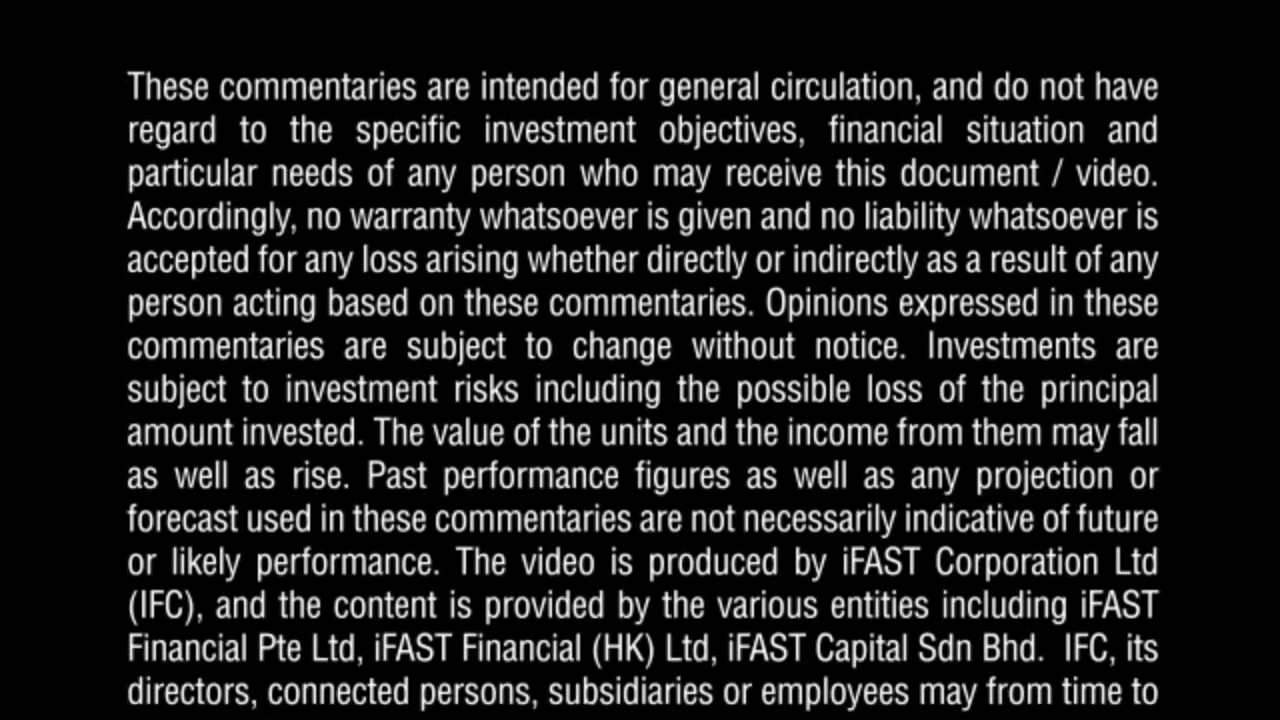 These commentaries are intended for general circulation, and do not have
regard to the specific investment objectives, financial situation and
particular needs of any person who may receive this document / video.
Accordingly, no warranty whatsoever is given and no liability whatsoever is
accepted for any loss arising whether directly or indirectly as a result of any
person acting based on these commentaries. Opinions expressed in these
commentaries are subject to change without notice. Investments are
subject to investment risks including the possible loss of the principal
amount invested. The value of the units and the income from them may fall
as well as rise. Past performance figures as well as any projection or
forecast used in these commentaries are not necessarily indicative of future
or likely performance. The video is produced by iFAST Corporation Ltd
(IFC), and the content is provided by the various entities including iFAST
Financial Pte Ltd, iFAST Financial (HK) Ltd, iFAST Capital Sdn Bhd. IFC, its
directors, connected persons, subsidiaries or employees may from time to